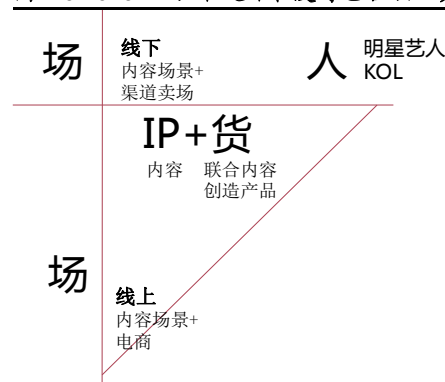 场
线下
内容场景+
渠道卖场
人
明星艺人
KOL
IP+货
内容 联合内容
创造产品
场
线上
内容场景+
电商